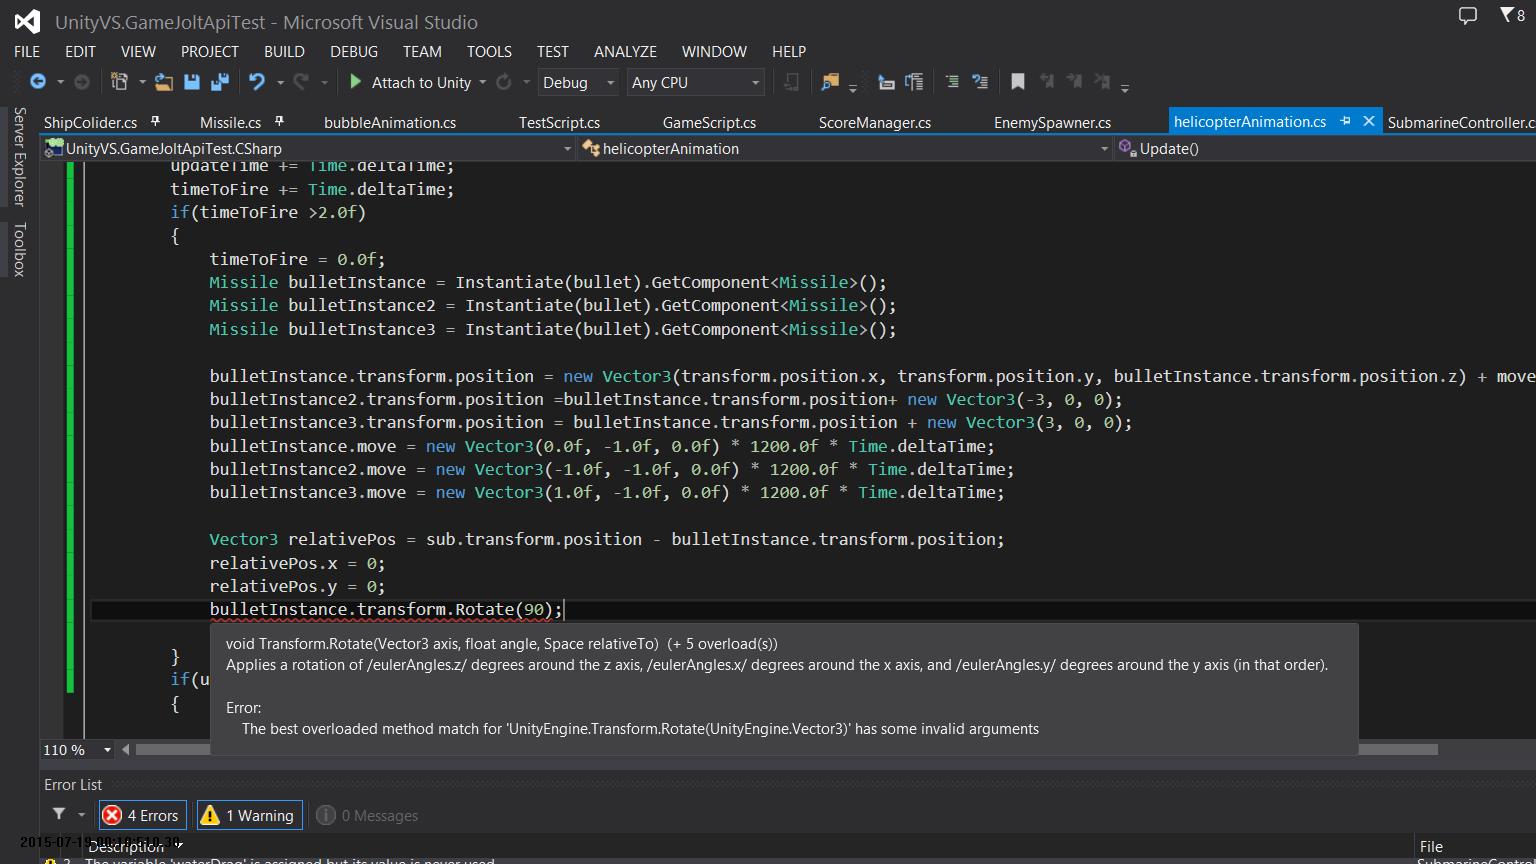 UnityVS.GameJoltApiTest - Microsoft Visual Studio
8
FILE EDIT VIEW PROJECT BUILD DEBUG TEAM TOOLS TEST ANALYZE WINDOW HELP
Attach to Unity Debug Any CPU
Server Explorer
Toolbox
ShipColider.cs Missile.cs bubbleAnimation.cs TestScript.cs GameScript.cs ScoreManager.cs EnemySpawner.cs helicopterAnimation.cs SubmarineController.cs
UnityVS.GameJoltApiTest.CSharp helicopterAnimation Update()
updateTime += Time.deltaTime;
timeToFire += Time.deltaTime;
if(timeToFire >2.0f)
{
timeToFire = 0.0f;
Missile bulletInstance = Instantiate(bullet).GetComponent<Missile>();
Missile bulletInstance2 = Instantiate(bullet).GetComponent<Missile>();
Missile bulletInstance3 = Instantiate(bullet).GetComponent<Missile>();
bulletInstance.transform.position = new Vector3(transform.position.x, transform.position.y, bulletInstance.transform.position.z) + move
bulletInstance2.transform.position =bulletInstance.transform.position+ new Vector3(-3, 0, 0);
bulletInstance3.transform.position = bulletInstance.transform.position + new Vector3(3, 0, 0);
bulletInstance.move = new Vector3(0.0f, -1.0f, 0.0f) * 1200.0f * Time.deltaTime;
bulletInstance2.move = new Vector3(-1.0f, -1.0f, 0.0f) * 1200.0f * Time.deltaTime;
bulletInstance3.move = new Vector3(1.0f, -1.0f, 0.0f) * 1200.0f * Time.deltaTime;
Vector3 relativePos = sub.transform.position - bulletInstance.transform.position;
relativePos.x = 0;
relativePos.y = 0;
bulletInstance.transform.Rotate(90);
void Transform.Rotate(Vector3 axis, float angle, Space relativeTo) (+ 5 overload(s))
Applies a rotation of /eulerAngles.z/ degrees around the z axis, /eulerAngles.x/ degrees around the x axis, and /eulerAngles.y/ degrees around the y axis (in that order).
Error:
The best overloaded method match for 'UnityEngine.Transform.Rotate(UnityEngine.Vector3)' has some invalid arguments
}
if(u
{
110 %
Error List
4 Errors 1 Warning 0 Messages
Description File
The variable 'waterDrag' is assigned but its value is never used SubmarineContro